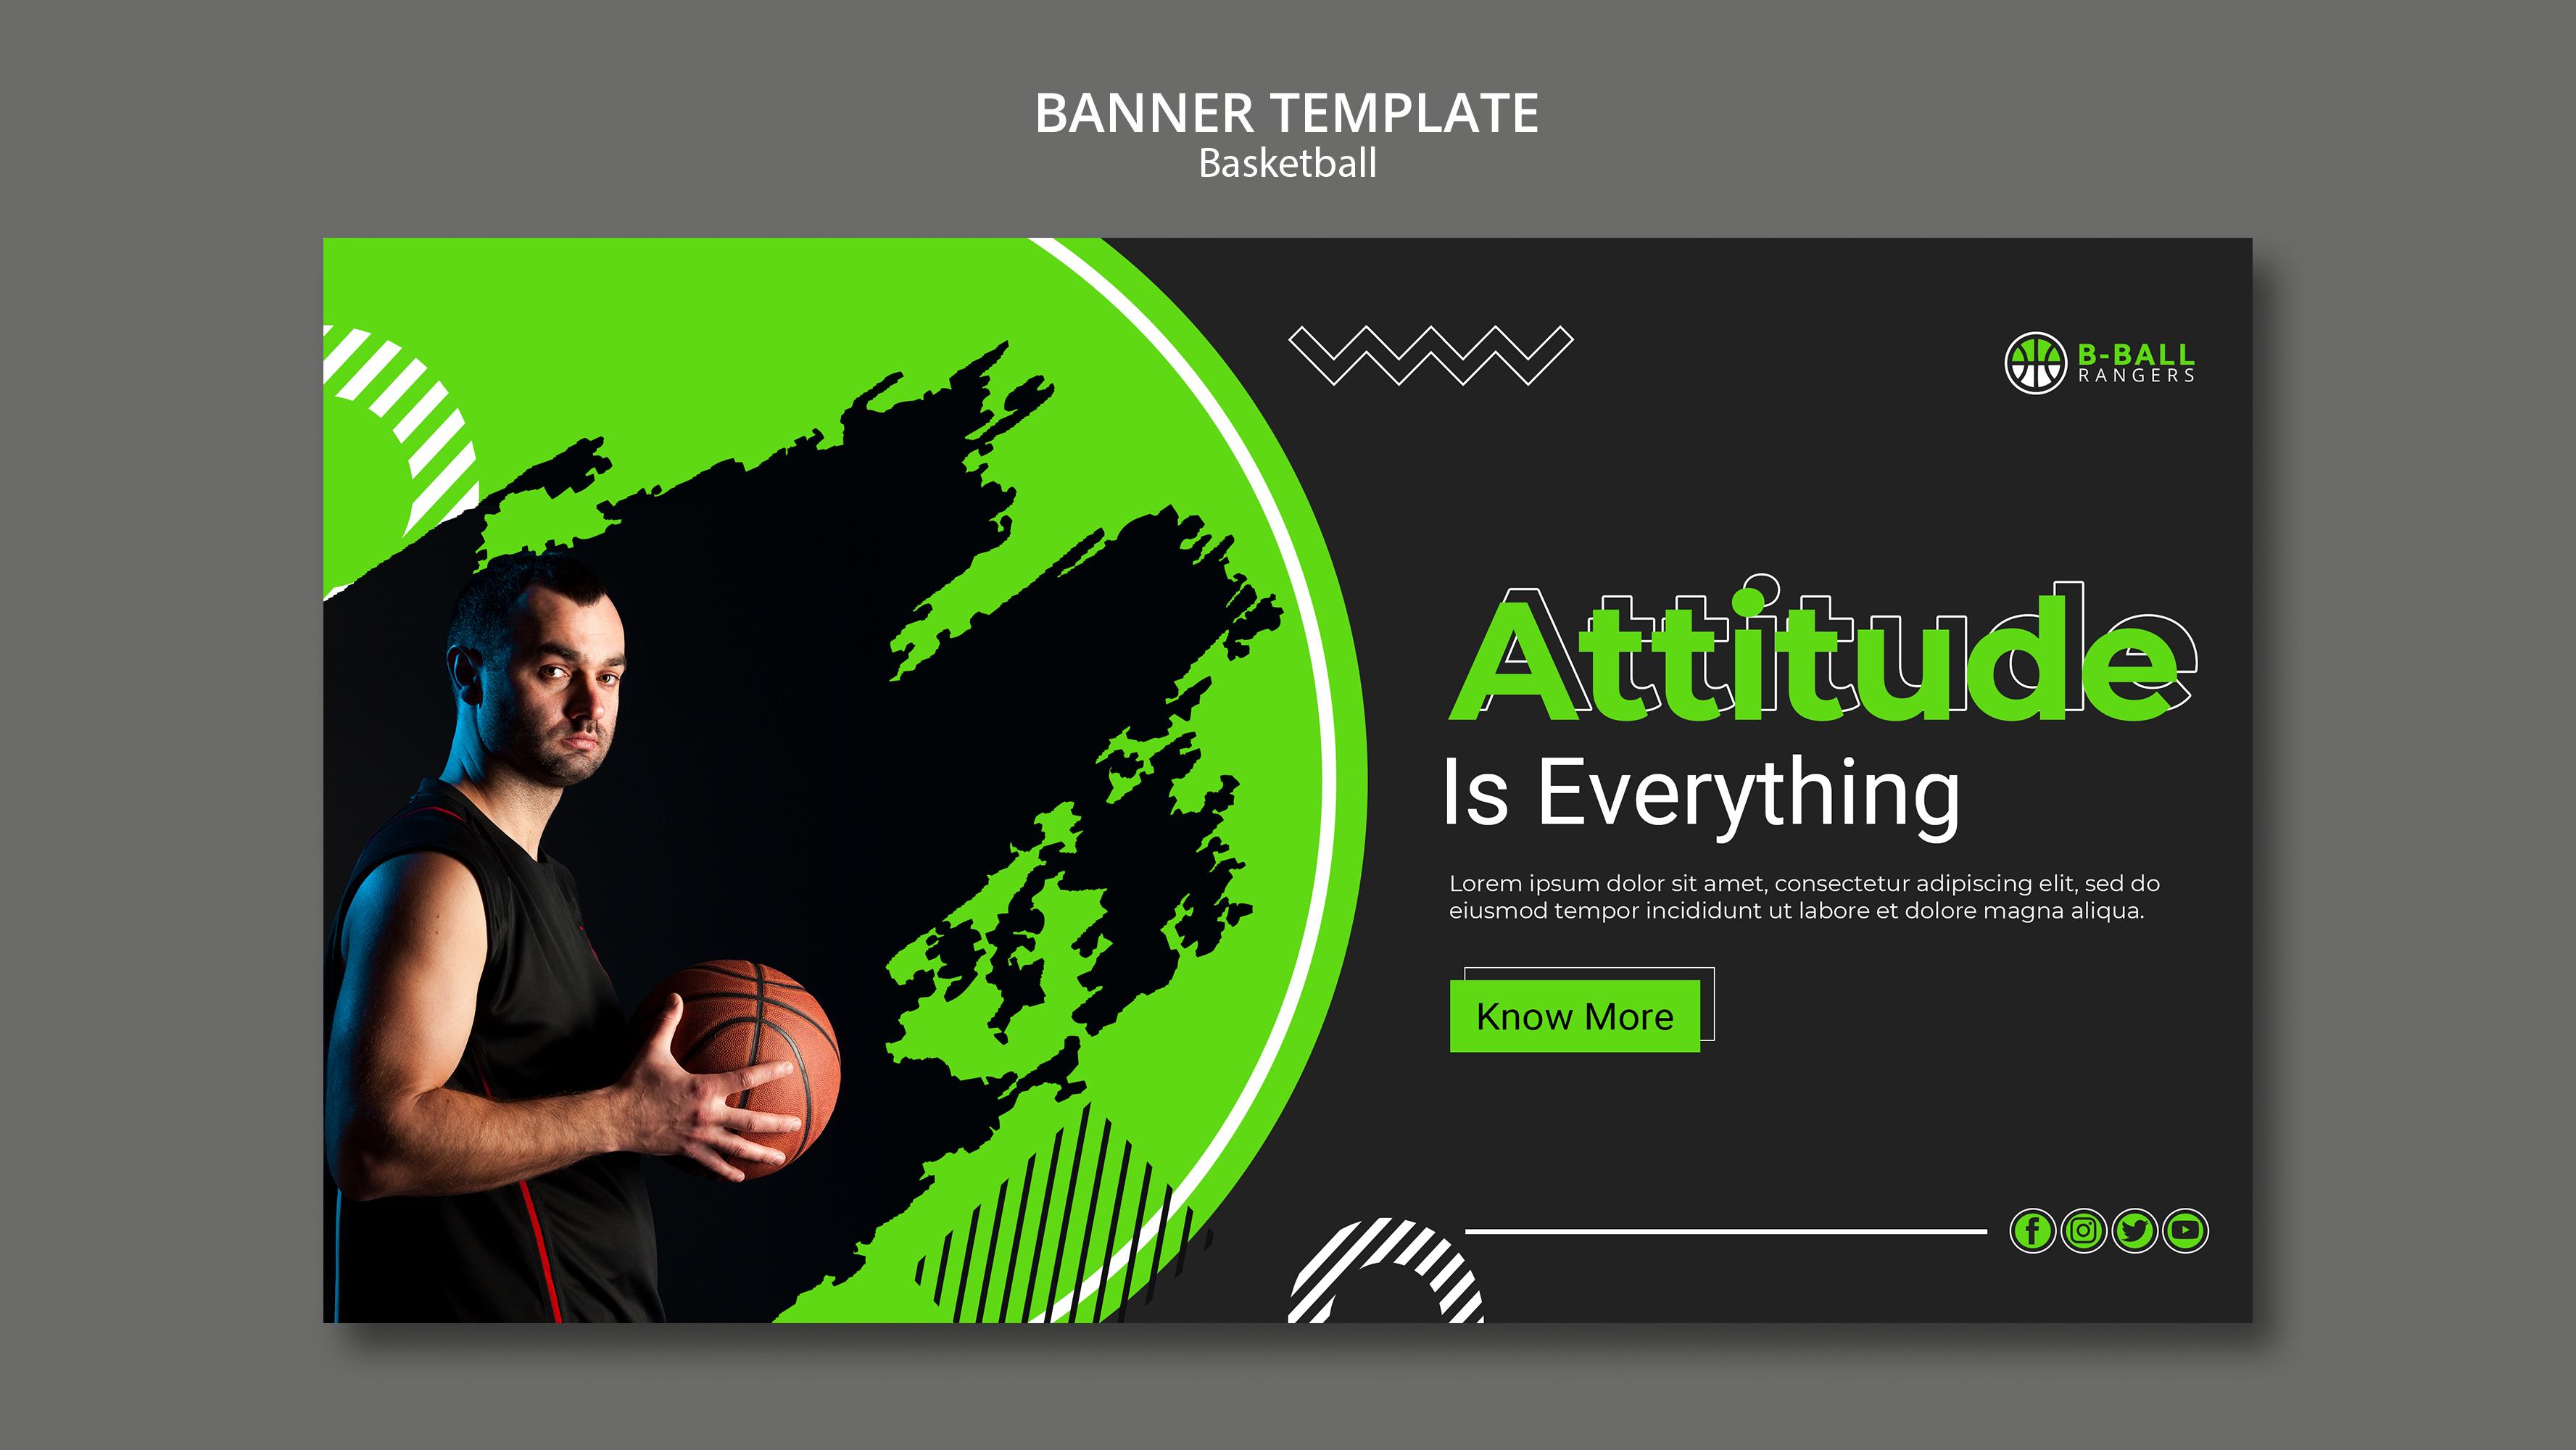 BANNER TEMPLATE
Basketball
B-BALL
RANGERS
Attitude
Is Everything
Lorem ipsum dolor sit amet, consectetur adipiscing elit, sed do
eiusmod tempor incididunt ut labore et dolore magna aliqua.
Know More